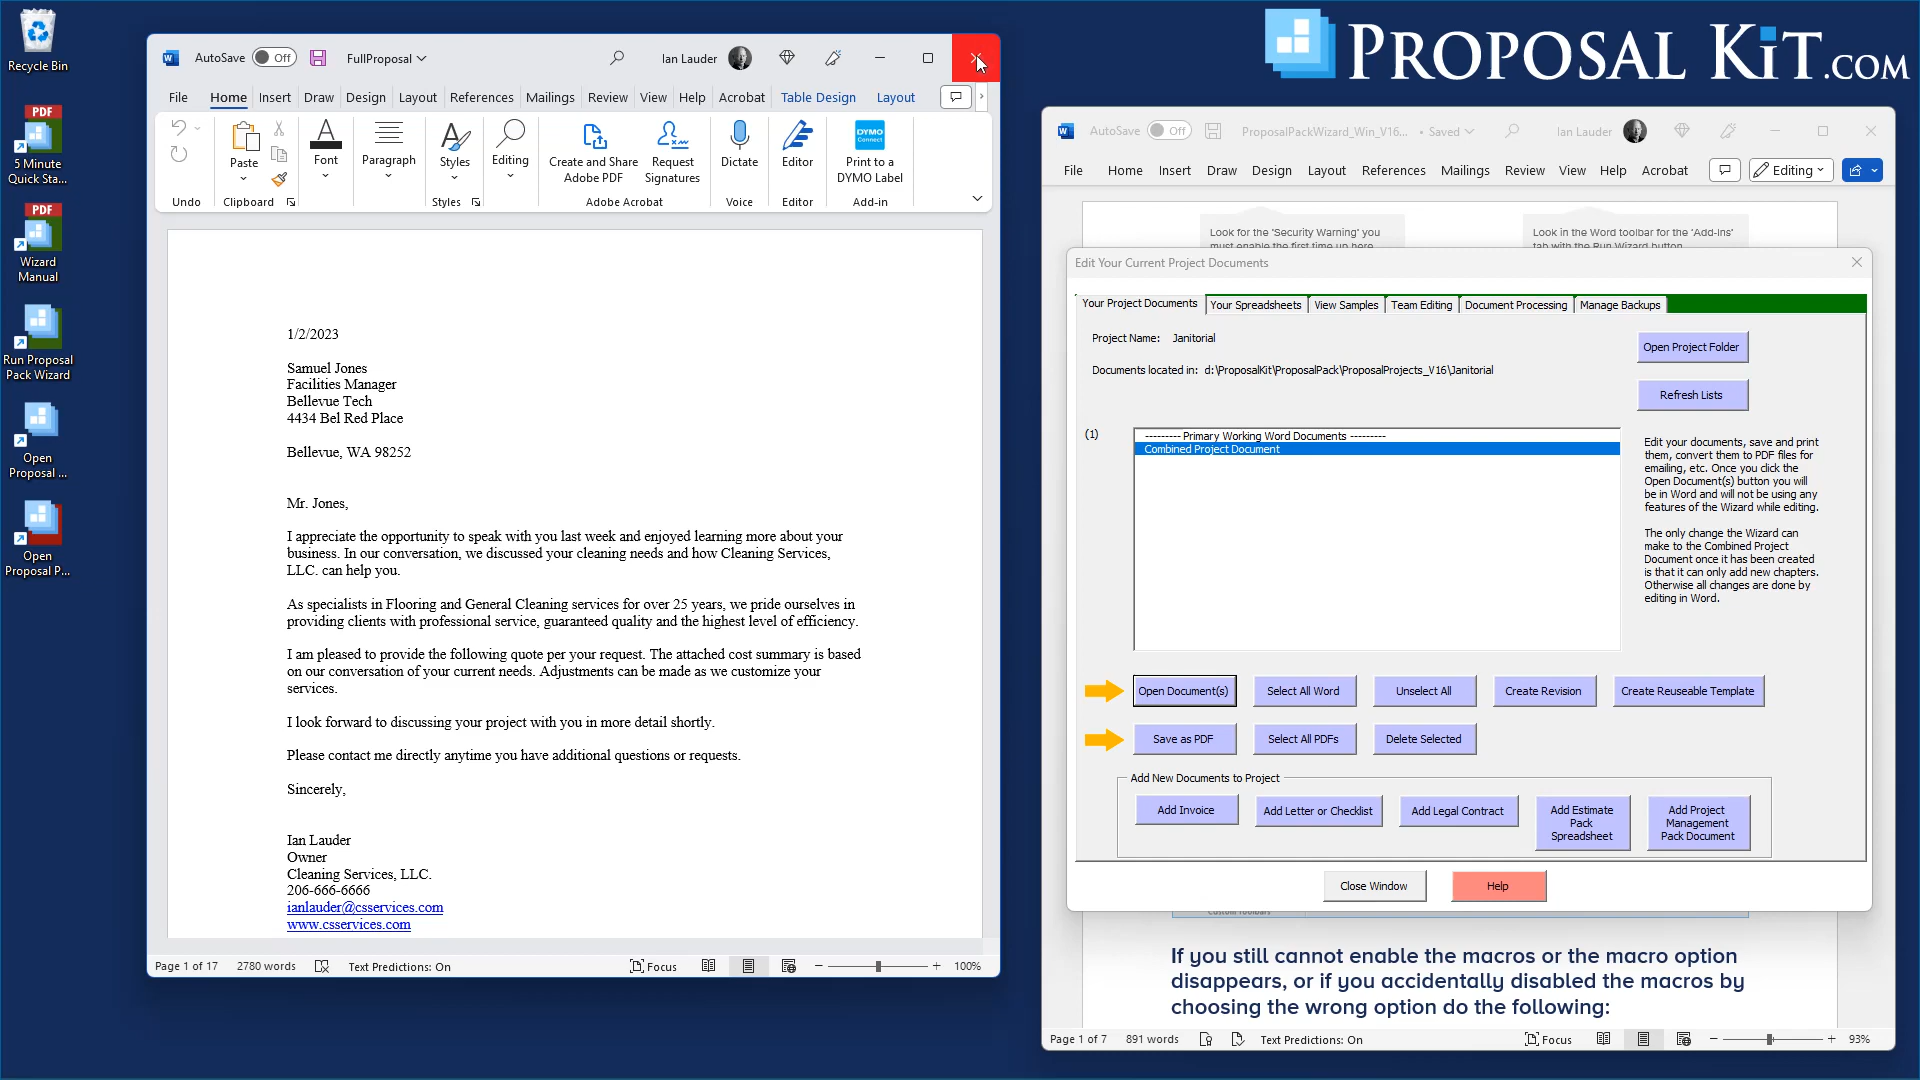 Recycle Bin
PDF
5 Minute
Quick Sta...
PDF
Wizard
Manual
Run Proposal
Pack Wizard
Open
Proposal ...
Open
Proposal P...
W AutoSave Off FullProposal Ian Lauder
File Home Insert Draw Design Layout References Mailings Review View Help Acrobat Table Design Layout
Paste
Font
Paragraph
Styles
Editing
Create and Share
Adobe PDF
Request
Signatures
Dictate
Editor
DYMO
Connect
Print to a
DYMO Label
Undo Clipboard Styles Adobe Acrobat Voice Editor Add-in
1/2/2023
Samuel Jones
Facilities Manager
Bellevue Tech
4434 Bel Red Place
Bellevue, WA 98252
Mr. Jones,
I appreciate the opportunity to speak with you last week and enjoyed learning more about your
business. In our conversation, we discussed your cleaning needs and how Cleaning Services,
LLC. can help you.
As specialists in Flooring and General Cleaning services for over 25 years, we pride ourselves in
providing clients with professional service, guaranteed quality and the highest level of efficiency.
I am pleased to provide the following quote per your request. The attached cost summary is based
on our conversation of your current needs. Adjustments can be made as we customize your
services.
I look forward to discussing your project with you in more detail shortly.
Please contact me directly anytime you have additional questions or requests.
Sincerely,
Ian Lauder
Owner
Cleaning Services, LLC.
206-666-6666
ianlauder@csservices.com
www.csservices.com
Page 1 of 17 2780 words Text Predictions: On Focus 100%
PROPOSAL KIT.COM
W AutoSave Off ProposalPackWizard_Win_V16... • Saved Ian Lauder
File Home Insert Draw Design Layout References Mailings Review View Help Acrobat Editing
Look for the 'Security Warning' you
must enable the first time up here
Look in the Word toolbar for the 'Add-Ins'
tab with the Run Wizard button
Edit Your Current Project Documents
Your Project Documents Your Spreadsheets View Samples Team Editing Document Processing Manage Backups
Project Name: Janitorial
Open Project Folder
Documents located in: d:\ProposalKit\ProposalPack\ProposalProjects_V16\Janitorial
Refresh Lists
(1)
--------- Primary Working Word Documents ---------
Combined Project Document
Edit your documents, save and print
them, convert them to PDF files for
emailing, etc. Once you click the
Open Document(s) button you will
be in Word and will not be using any
features of the Wizard while editing.
The only change the Wizard can
make to the Combined Project
Document once it has been created
is that it can only add new chapters.
Otherwise all changes are done by
editing in Word.
Open Document(s) Select All Word Unselect All Create Revision Create Reuseable Template
Save as PDF Select All PDFs Delete Selected
Add New Documents to Project
Add Invoice
Add Letter or Checklist
Add Legal Contract
Add Estimate
Pack
Spreadsheet
Add Project
Management
Pack Document
Close Window Help
Custom Toolbars
If you still cannot enable the macros or the macro option
disappears, or if you accidentally disabled the macros by
choosing the wrong option do the following:
Page 1 of 7 891 words Text Predictions: On Focus 93%